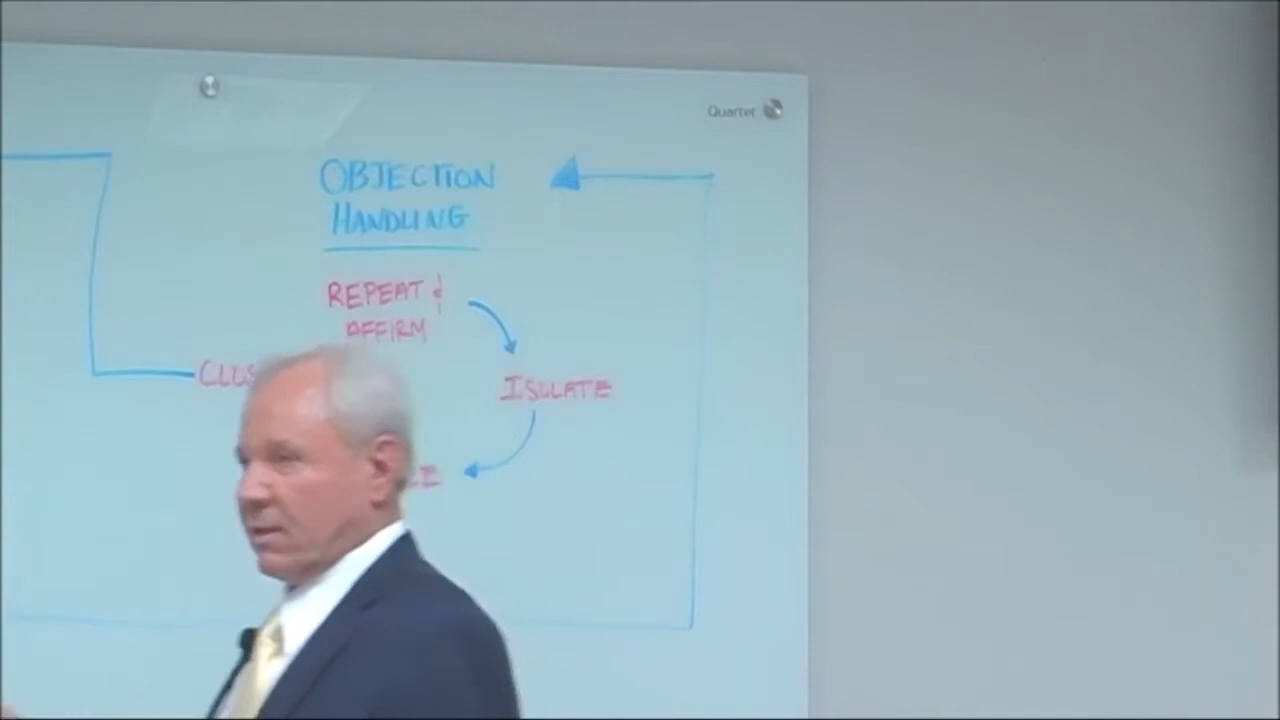 Quartet
OBJECTION
HANDLING
REPEAT &
AFFIRM
ISOLATE